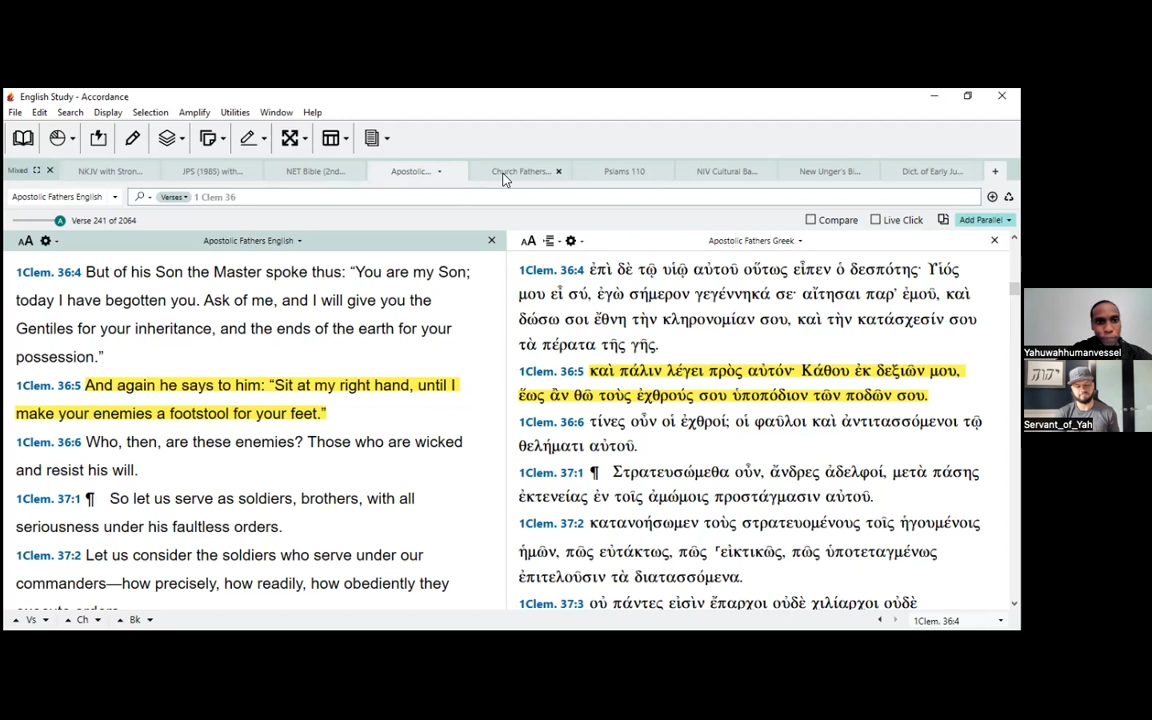 English Study - Accordance
File Edit Search Display Selection Amplify Utilities Window Help
Mixed NKJV with Stron... JPS (1985) with... NET Bible (2nd... Apostolic... Church Fathers... Pslams 110 NIV Cultural Ba... New Unger's Bi... Dict. of Early Ju...
Apostolic Fathers English Verses 1 Clem 36
Verse 241 of 2064 Compare Live Click Add Parallel
Apostolic Fathers English
1Clem. 36:4 But of his Son the Master spoke thus: “You are my Son;
today I have begotten you. Ask of me, and I will give you the
Gentiles for your inheritance, and the ends of the earth for your
possession.”
1Clem. 36:5 And again he says to him: “Sit at my right hand, until I
make your enemies a footstool for your feet.”
1Clem. 36:6 Who, then, are these enemies? Those who are wicked
and resist his will.
1Clem. 37:1 ¶ So let us serve as soldiers, brothers, with all
seriousness under his faultless orders.
1Clem. 37:2 Let us consider the soldiers who serve under our
commanders—how precisely, how readily, how obediently they
execute orders
Apostolic Fathers Greek
1Clem. 36:4 ἐπὶ δὲ τῷ υἱῷ αὐτοῦ οὕτως εἶπεν ὁ δεσπότης· Υἱός
μου εἶ σύ, ἐγὼ σήμερον γεγέννηκά σε· αἴτησαι παρ’ ἐμοῦ, καὶ
δώσω σοι ἔθνη τὴν κληρονομίαν σου, καὶ τὴν κατάσχεσίν σου
τὰ πέρατα τῆς γῆς.
1Clem. 36:5 καὶ πάλιν λέγει πρὸς αὐτόν· Κάθου ἐκ δεξιῶν μου,
ἕως ἂν θῶ τοὺς ἐχθρούς σου ὑποπόδιον τῶν ποδῶν σου.
1Clem. 36:6 τίνες οὖν οἱ ἐχθροί; οἱ φαῦλοι καὶ ἀντιτασσόμενοι τῷ
θελήματι αὐτοῦ.
1Clem. 37:1 ¶ Στρατευσώμεθα οὖν, ἄνδρες ἀδελφοί, μετὰ πάσης
ἐκτενείας ἐν τοῖς ἀμώμοις προστάγμασιν αὐτοῦ.
1Clem. 37:2 κατανοήσωμεν τοὺς στρατευομένους τοῖς ἡγουμένοις
ἡμῶν, πῶς εὐτάκτως, πῶς ⸀εἰκτικῶς, πῶς ὑποτεταγμένως
ἐπιτελοῦσιν τὰ διατασσόμενα.
1Clem. 37:3 οὐ πάντες εἰσὶν ἔπαρχοι οὐδὲ χιλίαρχοι οὐδὲ
Vs Ch Bk 1Clem. 36:4
Yahuwahhumanvessel
יהוה
Servant_of_Yah